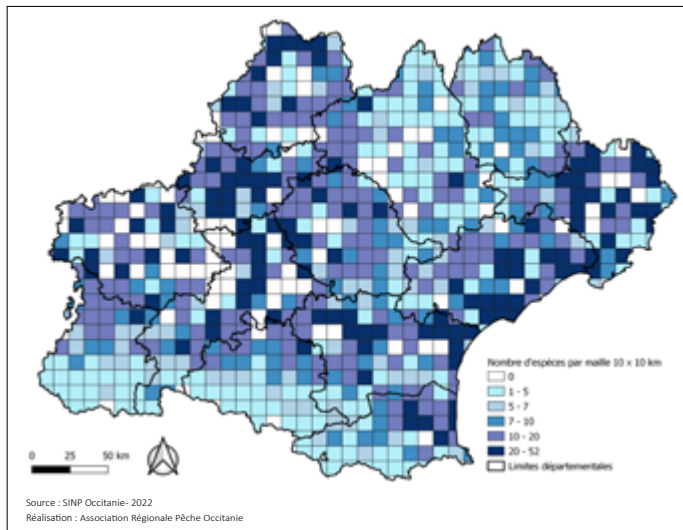 Nombre d'espèces par maille 10 x 10 km
0
1 - 5
5 - 7
7 - 10
10 - 20
20 - 52
Limites départementales
0 25 50 km
Source : SINP Occitanie- 2022
Réalisation : Association Régionale Pêche Occitanie